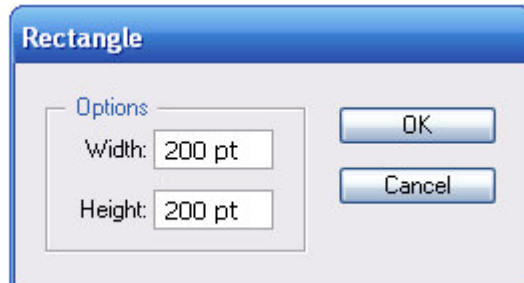 Rectangle
Options
Width: 200 pt
Height: 200 pt
OK
Cancel